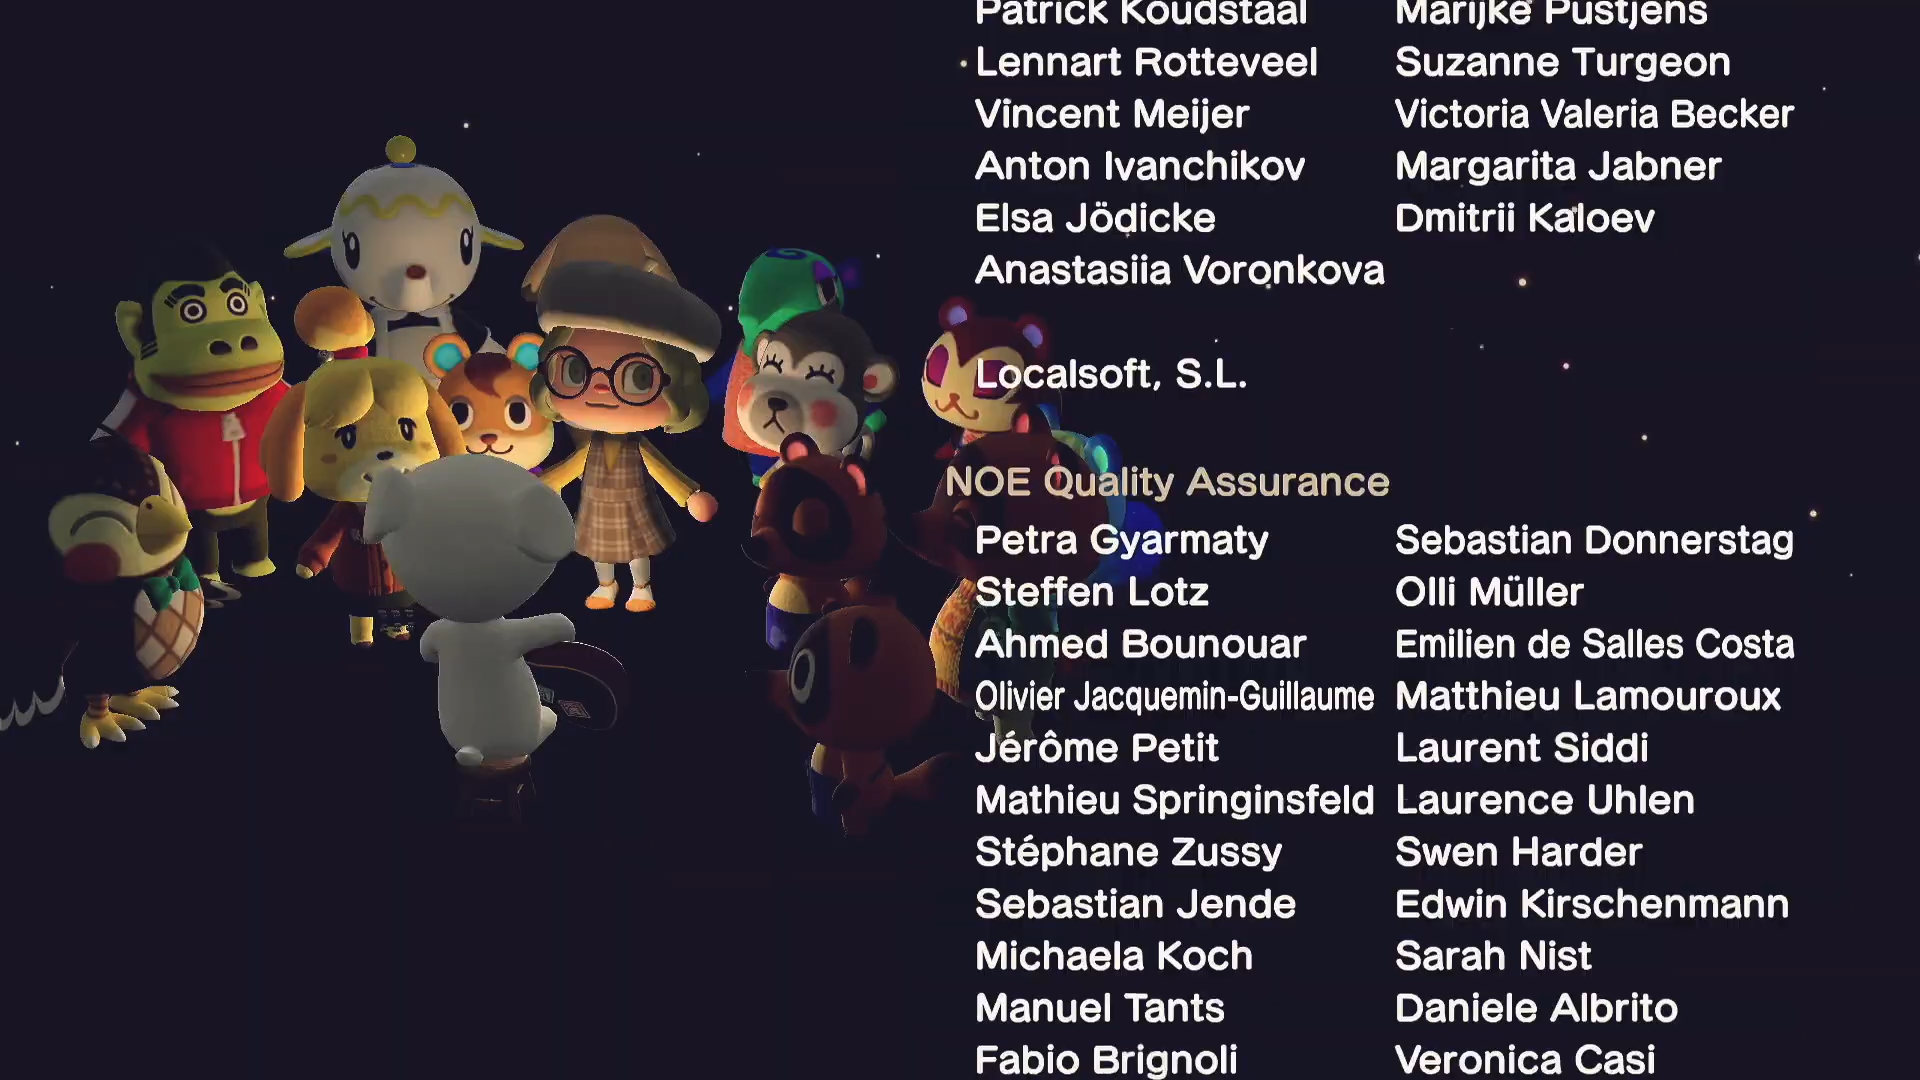 Patrick Koudstaal Marijke Pustjens
Lennart Rotteveel Suzanne Turgeon
Vincent Meijer Victoria Valeria Becker
Anton Ivanchikov Margarita Jabner
Elsa Jödicke Dmitrii Kaloev
Anastasiia Voronkova
Localsoft, S.L.
NOE Quality Assurance
Petra Gyarmaty Sebastian Donnerstag
Steffen Lotz Olli Müller
Ahmed Bounouar Emilien de Salles Costa
Olivier Jacquemin-Guillaume Matthieu Lamouroux
Jérôme Petit Laurent Siddi
Mathieu Springinsfeld Laurence Uhlen
Stéphane Zussy Swen Harder
Sebastian Jende Edwin Kirschenmann
Michaela Koch Sarah Nist
Manuel Tants Daniele Albrito
Fabio Brignoli Veronica Casi